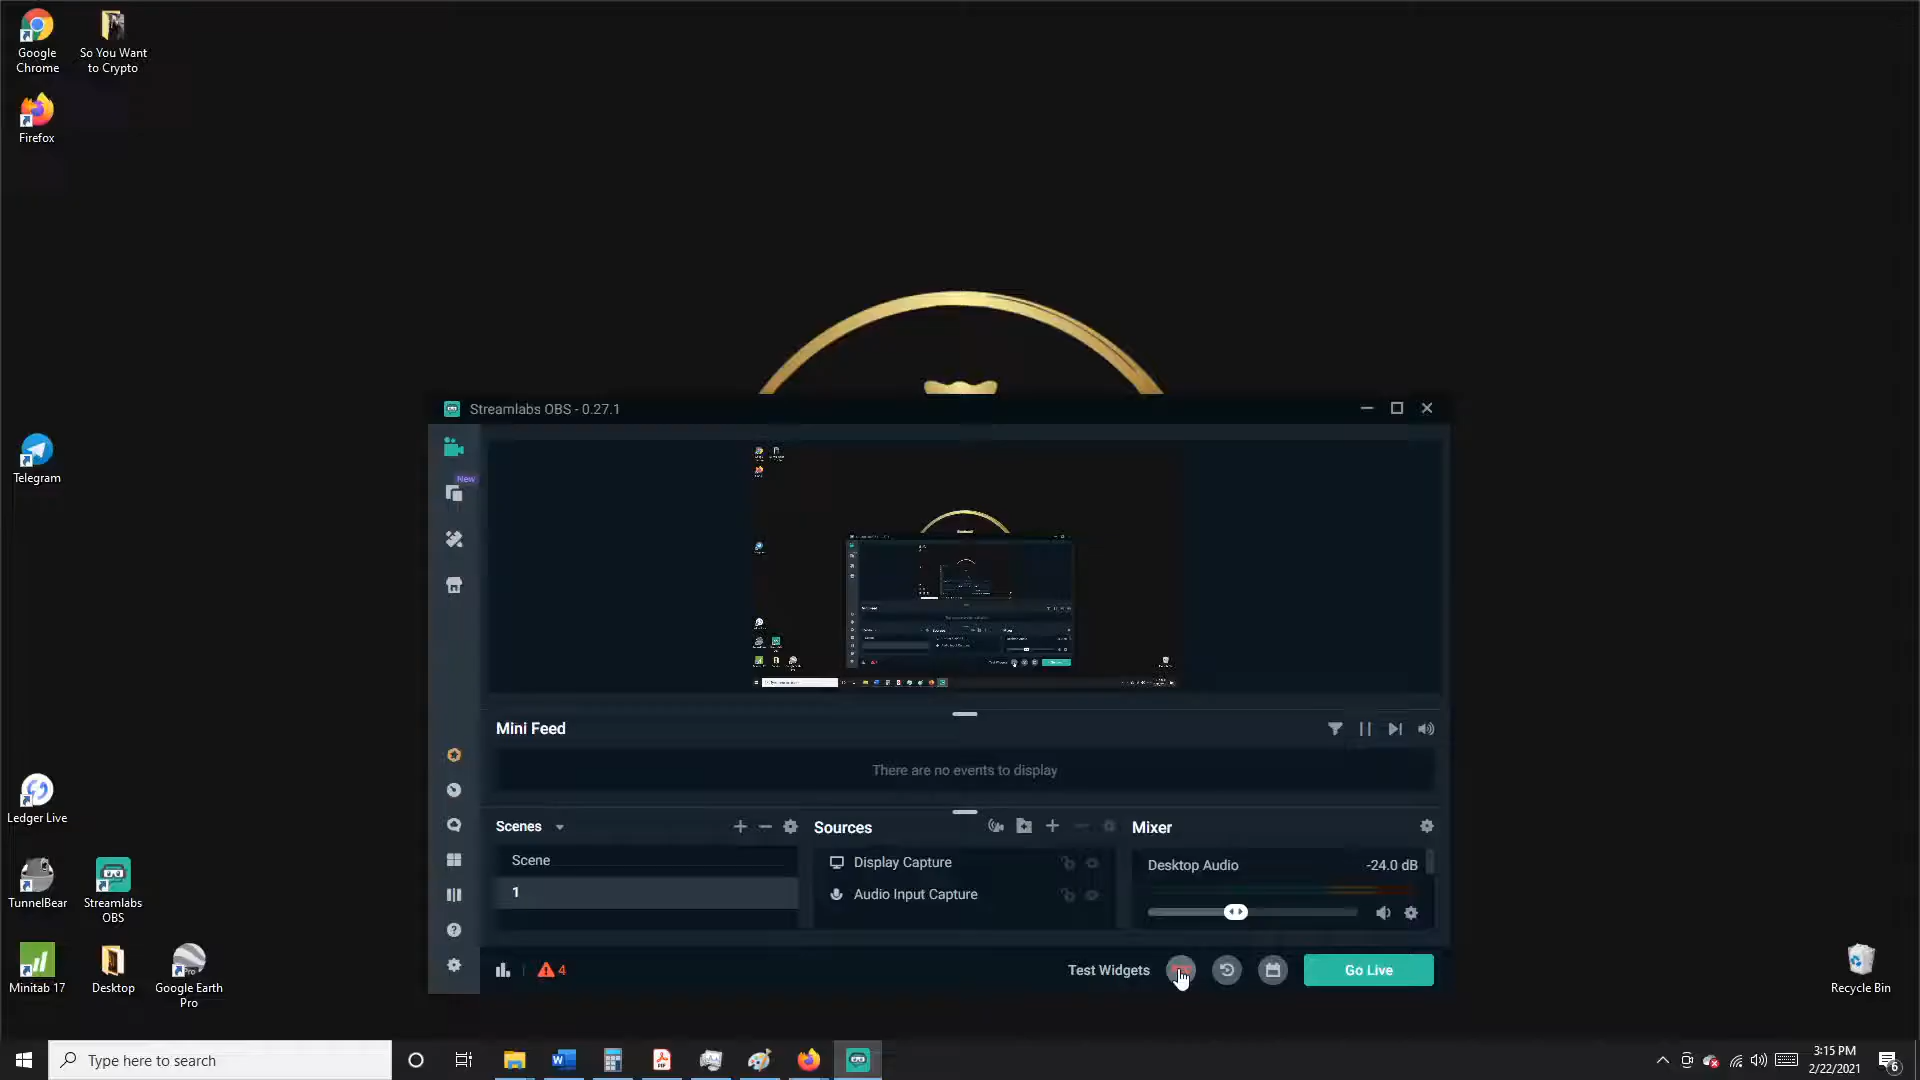 Google
Chrome
So You Want
to Crypto
Firefox
Telegram
Ledger Live
TunnelBear
Streamlabs
OBS
Minitab 17
Desktop
Google Earth
Pro
Streamlabs OBS - 0.27.1
New
Mini Feed
There are no events to display
Scenes
Scene
1
Sources
Display Capture
Audio Input Capture
Mixer
Desktop Audio
-24.0 dB
4
Test Widgets
Go Live
Recycle Bin
Type here to search
3:15 PM
2/22/2021
6